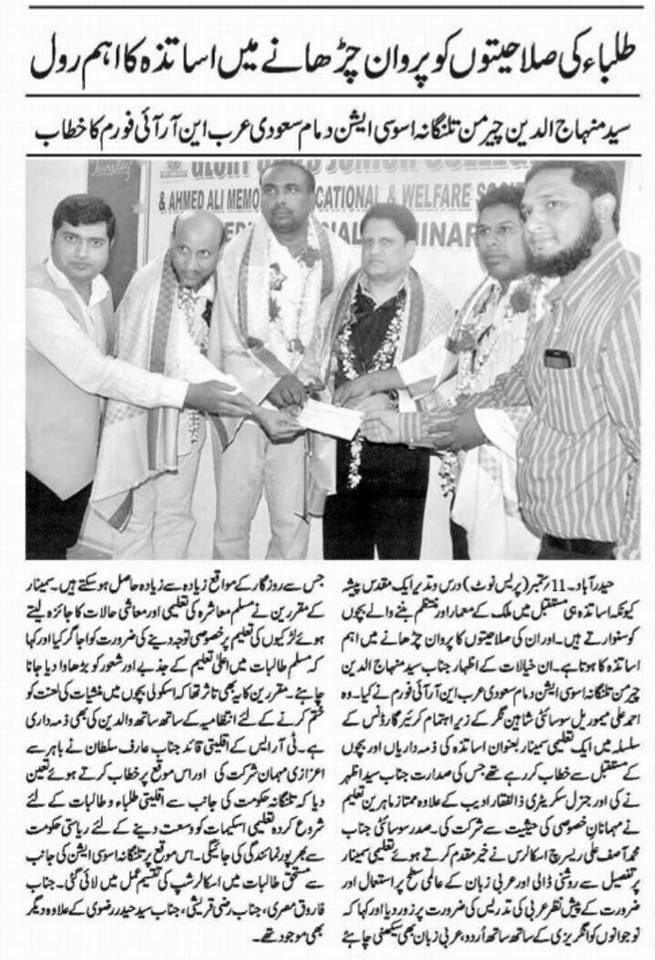 طلباء کی صلاحیتوں کو پروان چڑھانے میں اساتذہ کا اہم رول
سید منہاج الدین چیرمن تلنگانہ اسوسی ایشن دمام سعودی عرب این آر آئی فورم کا خطاب
JUNIOR COLLEGE
& AHMED ALI MEMO CATIONAL & WELFARE SO
NAL INAR
حیدرآباد۔ 11؍ستمبر (پریس نوٹ) درس و تدریس ایک مقدس پیشہ
کیونکہ اساتذہ ہی مستقبل میں ملک کے معمار اور منتظم بننے والے بچوں
کو سنوارتے ہیں۔ اور ان کی صلاحیتوں کا پروان چڑھانے میں اہم
اساتذہ کا ہوتا ہے۔ ان خیالات کے اظہار جناب سید منہاج الدین
چیرمن تلنگانہ اسوسی ایشن دمام سعودی عرب این آر آئی فورم نے کیا۔ وہ
احمد علی میموریل سوسائٹی شاہین نگر کے زیر اہتمام کرئیر گارڈنس کے
سلسلہ میں ایک تعلیمی سمینار بعنوان اساتذہ کی ذمہ داریاں اور بچوں
کے مستقبل سے خطاب کر رہے تھے جس کی صدارت جناب سید اظہر
نے کی اور جنرل سکریٹری ذالفقار ادیب کے علاوہ ممتاز ماہرین تعلیم
نے مہمانان خصوصی کی حیثیت سے شرکت کی۔ صدر سوسائٹی جناب
محمد آصف علی ریسرچ اسکالرس نے خیر مقدم کرتے ہوئے تعلیمی سمینار
پر تفصیل سے روشنی ڈالی اور عربی زبان کے عالمی سطح پر استعمال اور
ضرورت کے پیش نظر عربی کی تدریس کی ضرورت پر زور دیا اور کہا کہ
نوجوانوں کو انگریزی کے ساتھ ساتھ اُردو، عربی زبان بھی سیکھنی چاہئے
جس سے روزگار کے مواقع زیادہ سے زیادہ حاصل ہو سکتے ہیں۔ سمینار
کے مقررین نے مسلم معاشرہ کی تعلیمی اور معاشی حالات کا جائزہ لیتے
ہوئے لڑکیوں کی تعلیم پر خصوصی توجہ دینے کی ضرورت کو اجاگر کیا اور کہا
کہ مسلم طالبات میں اعلیٰ تعلیم کے جذبے اور شعور کو بڑھاوا دیا جانا
چاہئے۔ مقررین کا یہ بھی تاثر تھا کہ اسکولی بچوں میں منشیات کی لعنت کو
ختم کرنے کے لئے انتظامیہ کے ساتھ ساتھ والدین کی بھی ذمہ داری
ہے۔ ٹی آر ایس کے اقلیتی قائد جناب عارف سلطان نے باہر سے
اعزازی مہمان شرکت کی اور اس موقع پر خطاب کرتے ہوئے تعین
دیا کہ تلنگانہ حکومت کی جانب سے اقلیتی طلباء و طالبات کے لئے
شروع کردہ تعلیمی اسکیمات کو وسعت دینے کے لئے ریاستی حکومت
سے بھرپور نمائندگی کی جائیگی۔ اس موقع پر تلنگانہ اسوسی ایشن کی جانب
سے مستحق طالبات میں اسکالرشپ کی تقسیم عمل میں لائی گئی۔ جناب
فاروق مصری، جناب رضی قریشی، جناب سید حیدر رضوی کے علاوہ دیگر
بھی موجود تھے۔